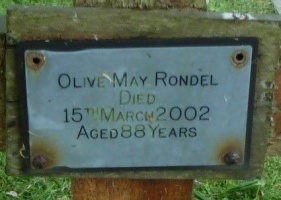 Olive May Rondel
Died
15th March 2002
Aged 88 Years